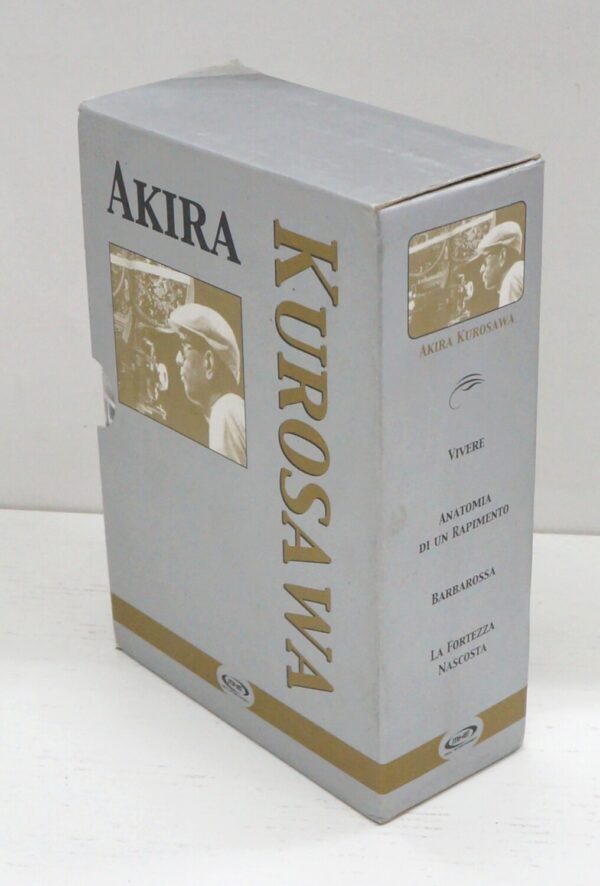 AKIRA
KUROSAWA
AKIRA KUROSAWA
VIVERE
ANATOMIA
DI UN RAPIMENTO
BARBAROSSA
LA FORTEZZA
NASCOSTA